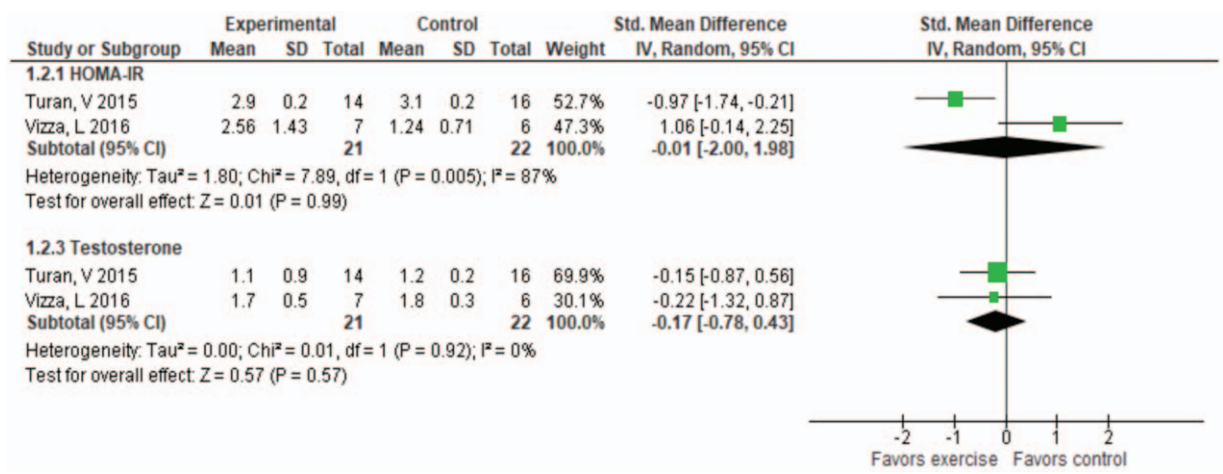 Experimental Control Std. Mean Difference Std. Mean Difference
Study or Subgroup Mean SD Total Mean SD Total Weight IV, Random, 95% CI IV, Random, 95% CI
1.2.1 HOMA-IR
Turan, V 2015 2.9 0.2 14 3.1 0.2 16 52.7% -0.97 [-1.74, -0.21]
Vizza, L 2016 2.56 1.43 7 1.24 0.71 6 47.3% 1.06 [-0.14, 2.25]
Subtotal (95% CI) 21 22 100.0% -0.01 [-2.00, 1.98]
Heterogeneity: Tau² = 1.80; Chi² = 7.89, df = 1 (P = 0.005); I² = 87%
Test for overall effect: Z = 0.01 (P = 0.99)
1.2.3 Testosterone
Turan, V 2015 1.1 0.9 14 1.2 0.2 16 69.9% -0.15 [-0.87, 0.56]
Vizza, L 2016 1.7 0.5 7 1.8 0.3 6 30.1% -0.22 [-1.32, 0.87]
Subtotal (95% CI) 21 22 100.0% -0.17 [-0.78, 0.43]
Heterogeneity: Tau² = 0.00; Chi² = 0.01, df = 1 (P = 0.92); I² = 0%
Test for overall effect: Z = 0.57 (P = 0.57)
-2 -1 0 1 2
Favors exercise Favors control